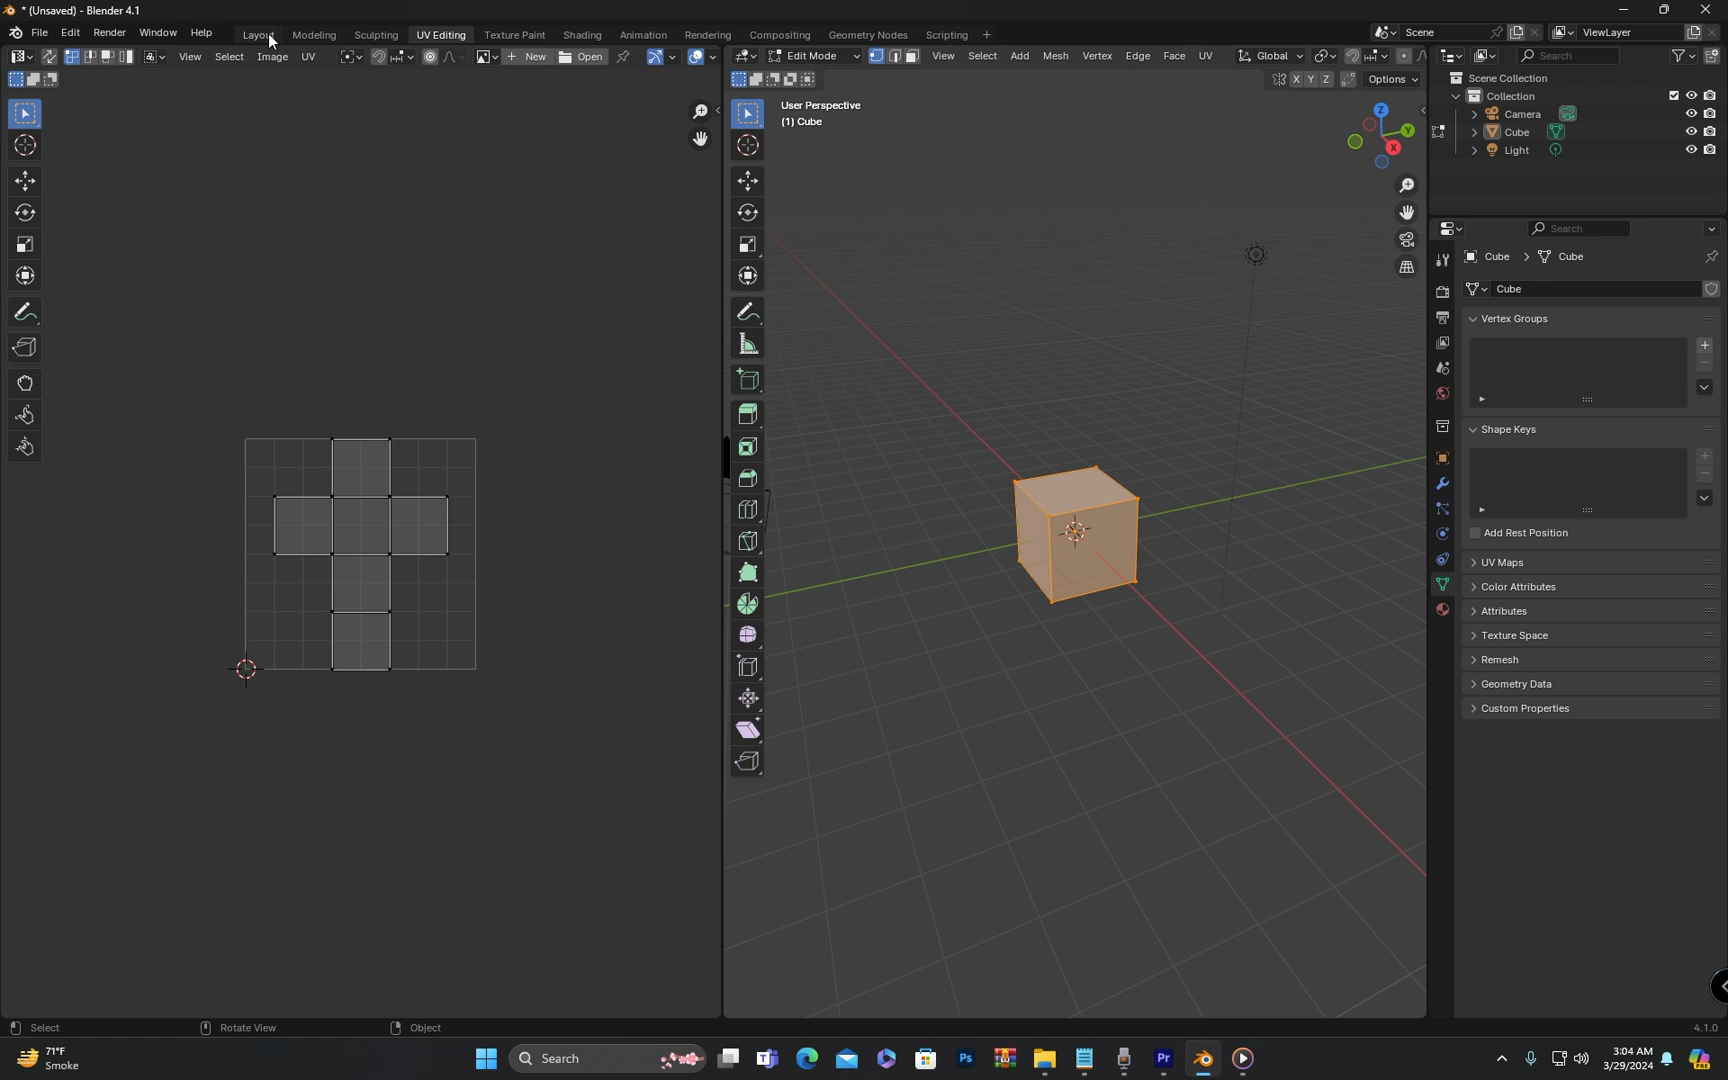 * (Unsaved) - Blender 4.1
File Edit Render Window Help Layout Modeling Sculpting UV Editing Texture Paint Shading Animation Rendering Compositing Geometry Nodes Scripting + Scene ViewLayer
View Select Image UV + New Open Edit Mode View Select Add Mesh Vertex Edge Face UV Global Search
X Y Z Options
Scene Collection
Collection
Camera
Cube
Light
User Perspective
(1) Cube
Z
Y
X
Search
Cube > Cube
Cube
Vertex Groups
Shape Keys
Add Rest Position
UV Maps
Color Attributes
Attributes
Texture Space
Remesh
Geometry Data
Custom Properties
Select Rotate View Object 4.1.0
71°F
Smoke
Search
Ps
Pr
3:04 AM
3/29/2024
PRE